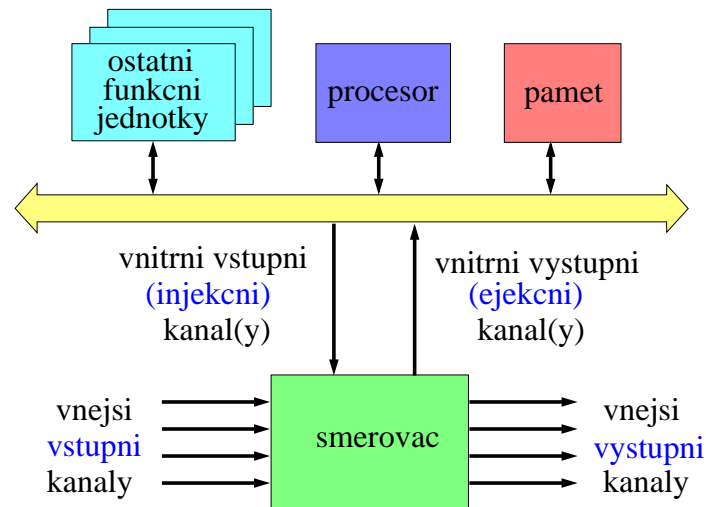 ostatni
funkcni
jednotky
procesor
pamet
vnitrni vstupni
(injekcni)
kanal(y)
vnitrni vystupni
(ejekcni)
kanal(y)
vnejsi
vstupni
kanaly
smerovac
vnejsi
vystupni
kanaly